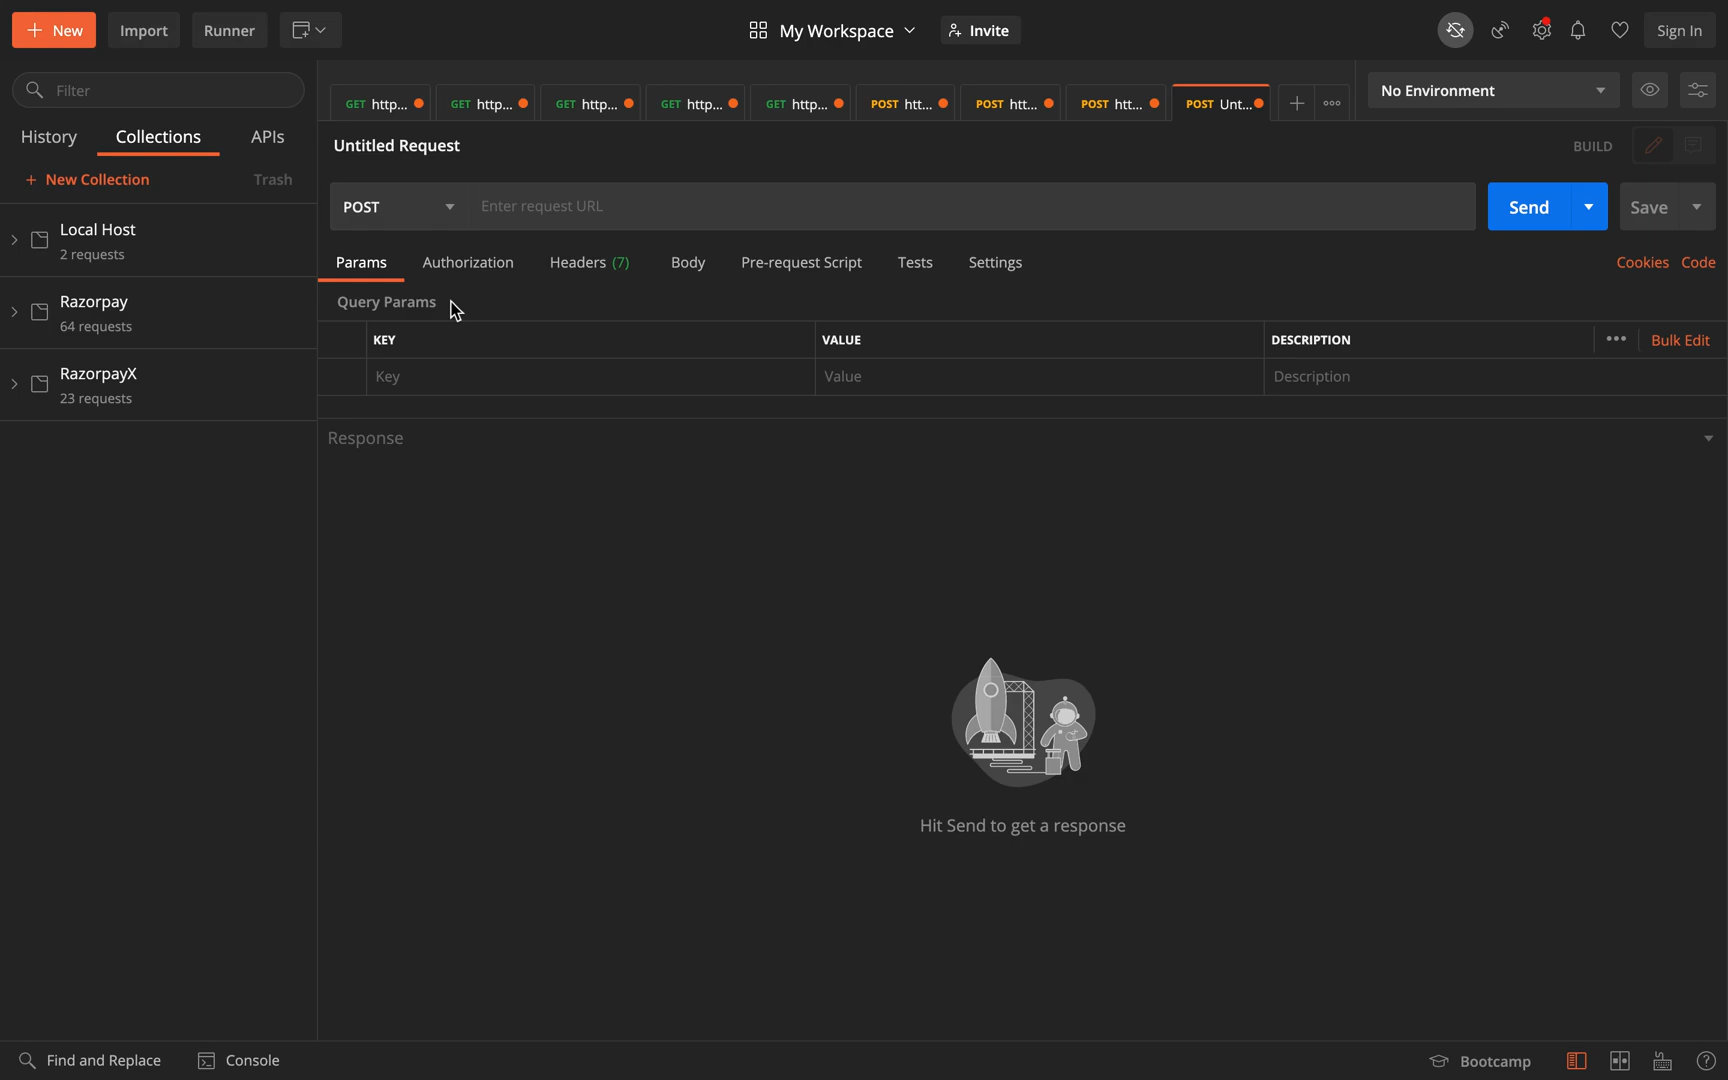 New
Import
Runner
My Workspace
Invite
Sign In
Filter
GET http...
GET http...
GET http...
GET http...
GET http...
POST htt...
POST htt...
POST htt...
POST Unt...
No Environment
History
Collections
APIs
Untitled Request
BUILD
+ New Collection
Trash
POST
Enter request URL
Send
Save
Local Host
2 requests
Params
Authorization
Headers (7)
Body
Pre-request Script
Tests
Settings
Cookies
Code
Razorpay
64 requests
Query Params
KEY
VALUE
DESCRIPTION
Bulk Edit
Key
Value
Description
RazorpayX
23 requests
Response
Hit Send to get a response
Find and Replace
Console
Bootcamp